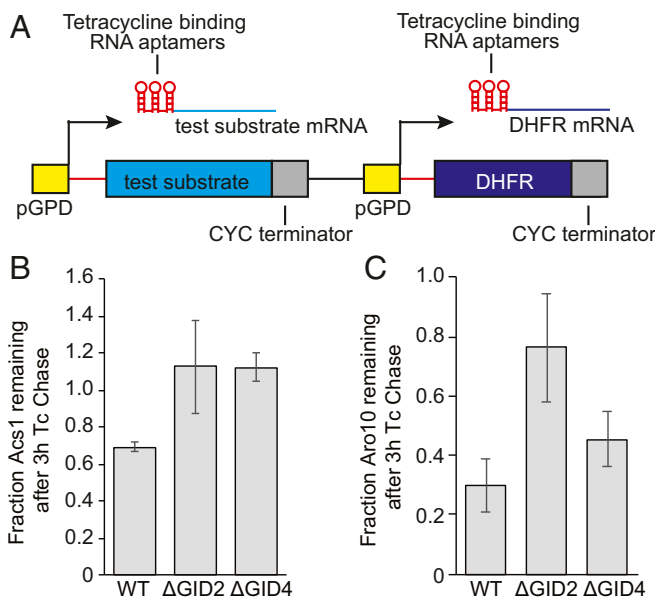 A
Tetracycline binding
RNA aptamers
test substrate mRNA
Tetracycline binding
RNA aptamers
DHFR mRNA
pGPD
test substrate
CYC terminator
pGPD
DHFR
CYC terminator
B
Fraction Acs1 remaining
after 3h Tc Chase
1.6
1.4
1.2
1.0
0.8
0.6
0.4
0.2
0
WT
ΔGID2
ΔGID4
C
Fraction Aro10 remaining
after 3h Tc Chase
1.0
0.8
0.6
0.4
0.2
0
WT
ΔGID2
ΔGID4